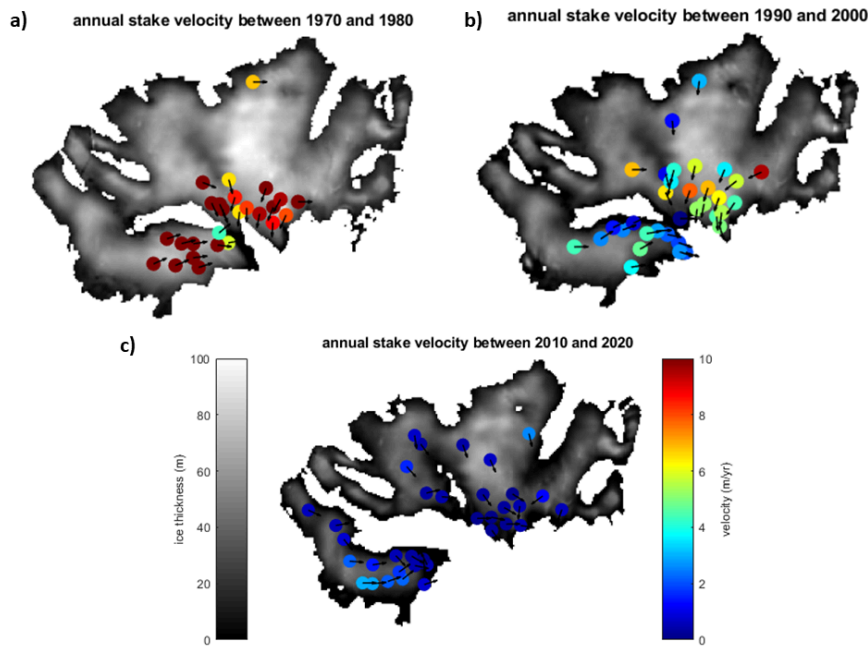 a)
annual stake velocity between 1970 and 1980
b)
annual stake velocity between 1990 and 2000
c)
annual stake velocity between 2010 and 2020
100
80
60
40
20
0
ice thickness (m)
10
8
6
4
2
0
velocity (m/yr)